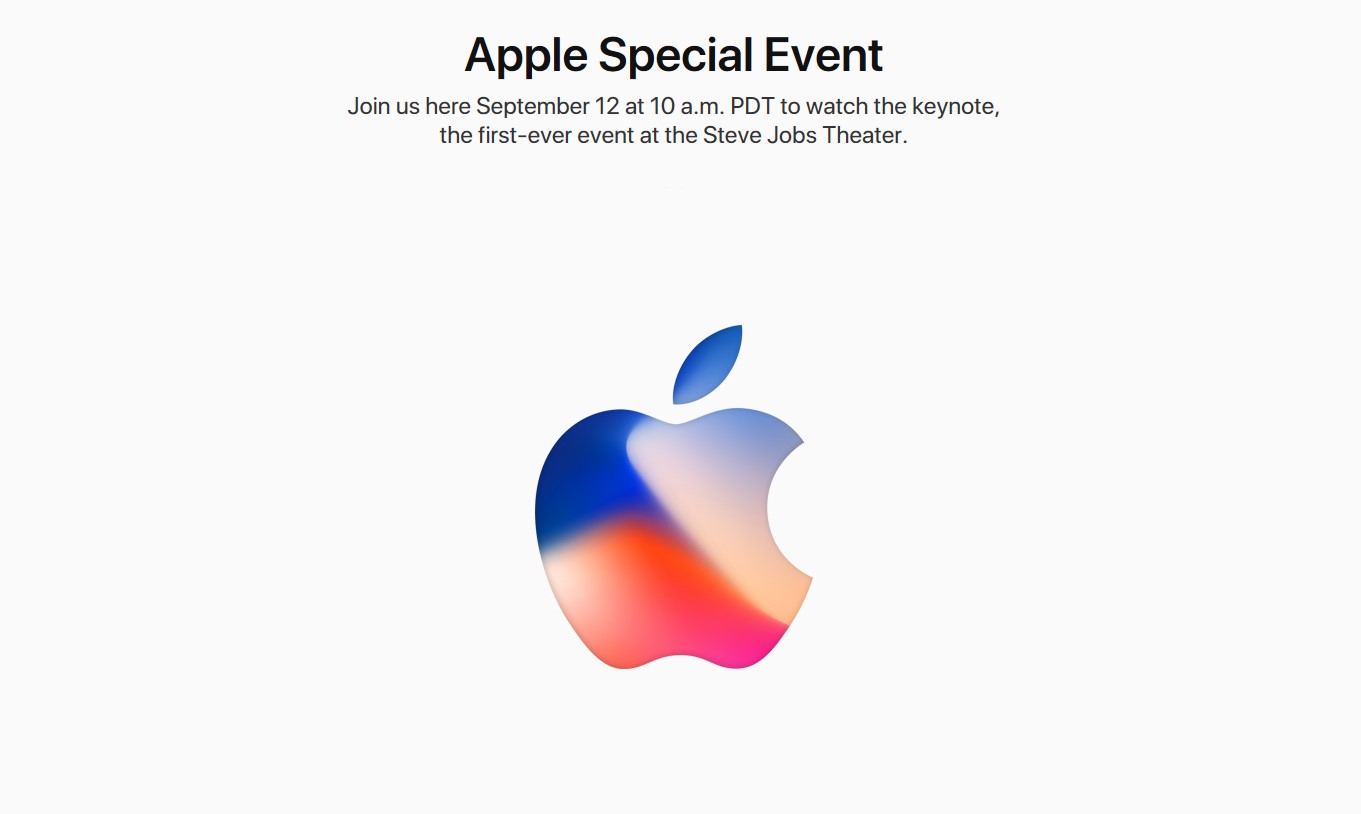 Apple Special Event
Join us here September 12 at 10 a.m. PDT to watch the keynote,
the first-ever event at the Steve Jobs Theater.